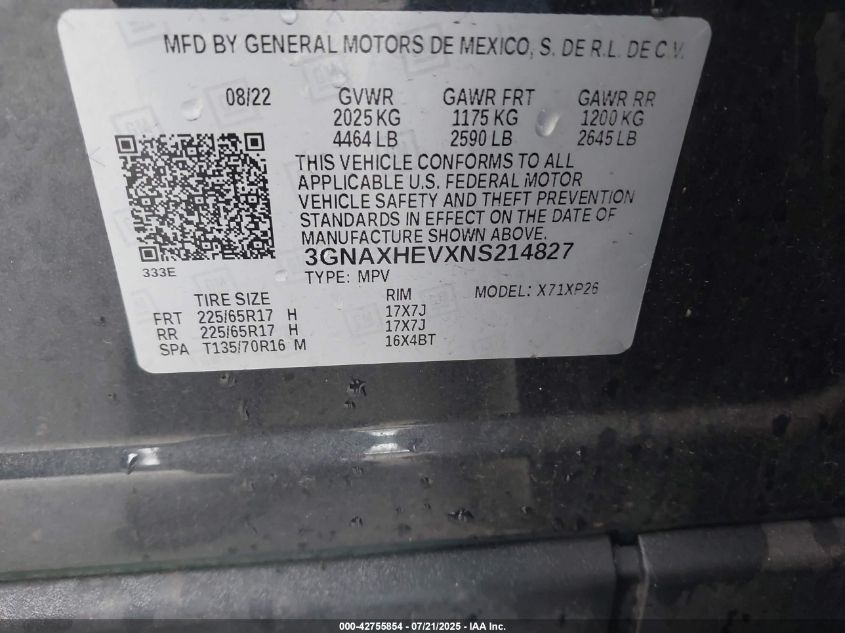 MFD BY GENERAL MOTORS DE MEXICO, S. DE R.L. DE C.V.
08/22 GVWR GAWR FRT GAWR RR
2025 KG 1175 KG 1200 KG
4464 LB 2590 LB 2645 LB
THIS VEHICLE CONFORMS TO ALL
APPLICABLE U.S. FEDERAL MOTOR
VEHICLE SAFETY AND THEFT PREVENTION
STANDARDS IN EFFECT ON THE DATE OF
MANUFACTURE SHOWN ABOVE.
3GNAXHEVXNS214827
333E
TYPE: MPV MODEL: X71XP26
TIRE SIZE RIM
FRT 225/65R17 H 17X7J
RR 225/65R17 H 17X7J
SPA T135/70R16 M 16X4BT
000-42755854 - 07/21/2025 - IAA Inc.